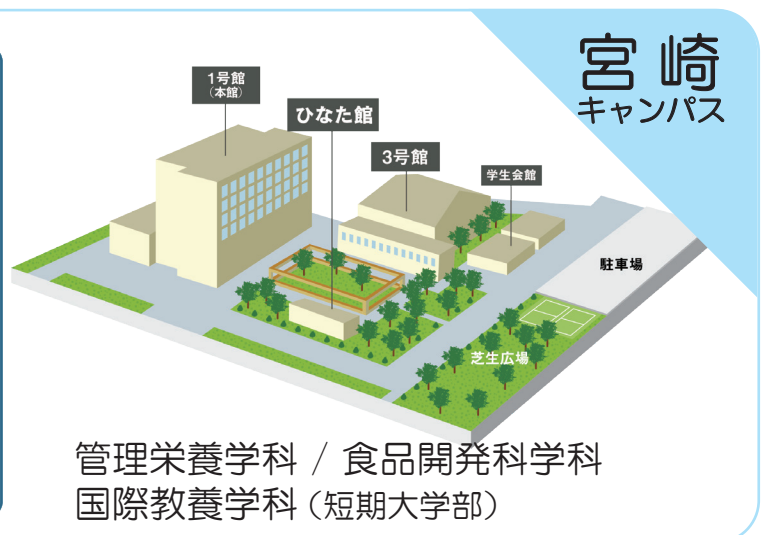 宮崎
キャンパス
1号館
(本館)
ひなた館
3号館
学生会館
駐車場
芝生広場
管理栄養学科 / 食品開発科学科
国際教養学科(短期大学部)